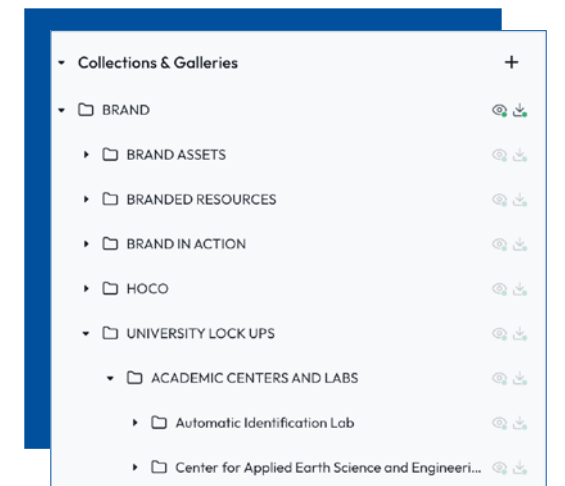 Collections & Galleries
BRAND
BRAND ASSETS
BRANDED RESOURCES
BRAND IN ACTION
HOCO
UNIVERSITY LOCK UPS
ACADEMIC CENTERS AND LABS
Automatic Identification Lab
Center for Applied Earth Science and Engineeri...